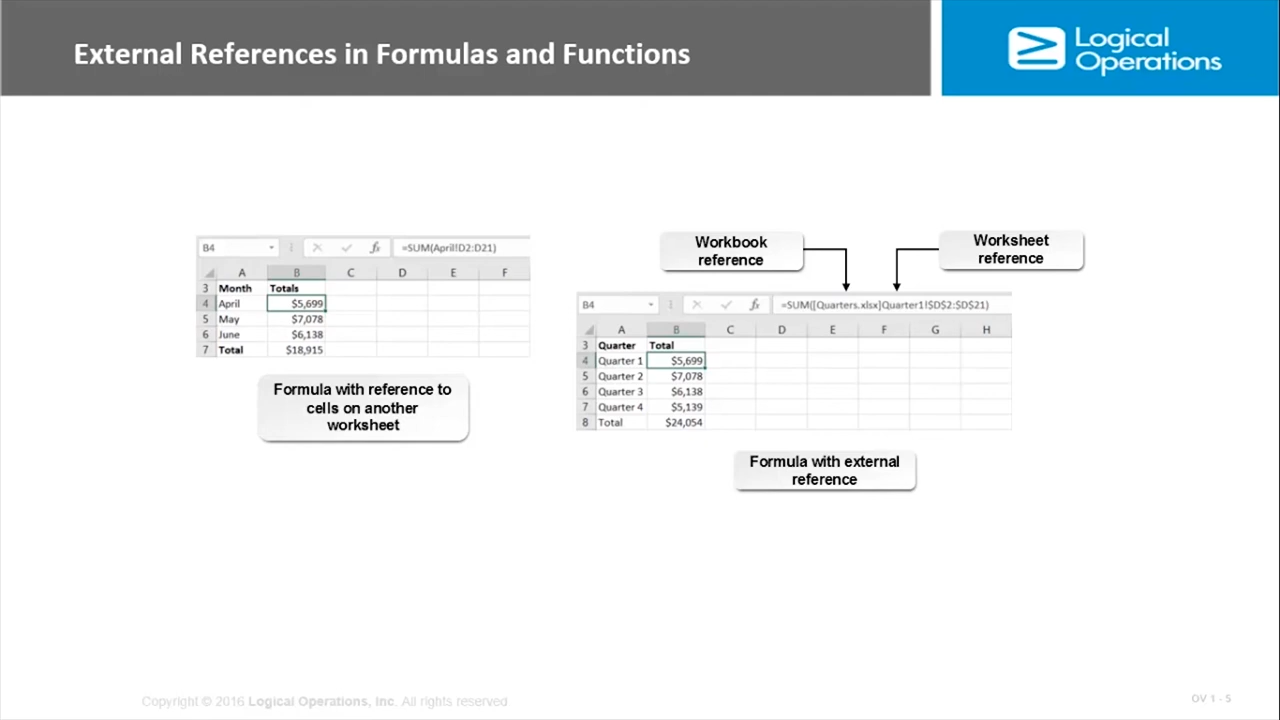 External References in Formulas and Functions
Logical
Operations
B4 =SUM(April!D2:D21)
A B C D E F
3 Month Totals
4 April $5,699
5 May $7,078
6 June $6,138
7 Total $18,915
Formula with reference to
cells on another
worksheet
Workbook
reference
Worksheet
reference
B4 =SUM([Quarters.xlsx]Quarter1!$D$2:$D$21)
A B C D E F G H
3 Quarter Total
4 Quarter 1 $5,699
5 Quarter 2 $7,078
6 Quarter 3 $6,138
7 Quarter 4 $5,139
8 Total $24,054
Formula with external
reference
Copyright © 2016 Logical Operations, Inc. All rights reserved
OV 1 - 5